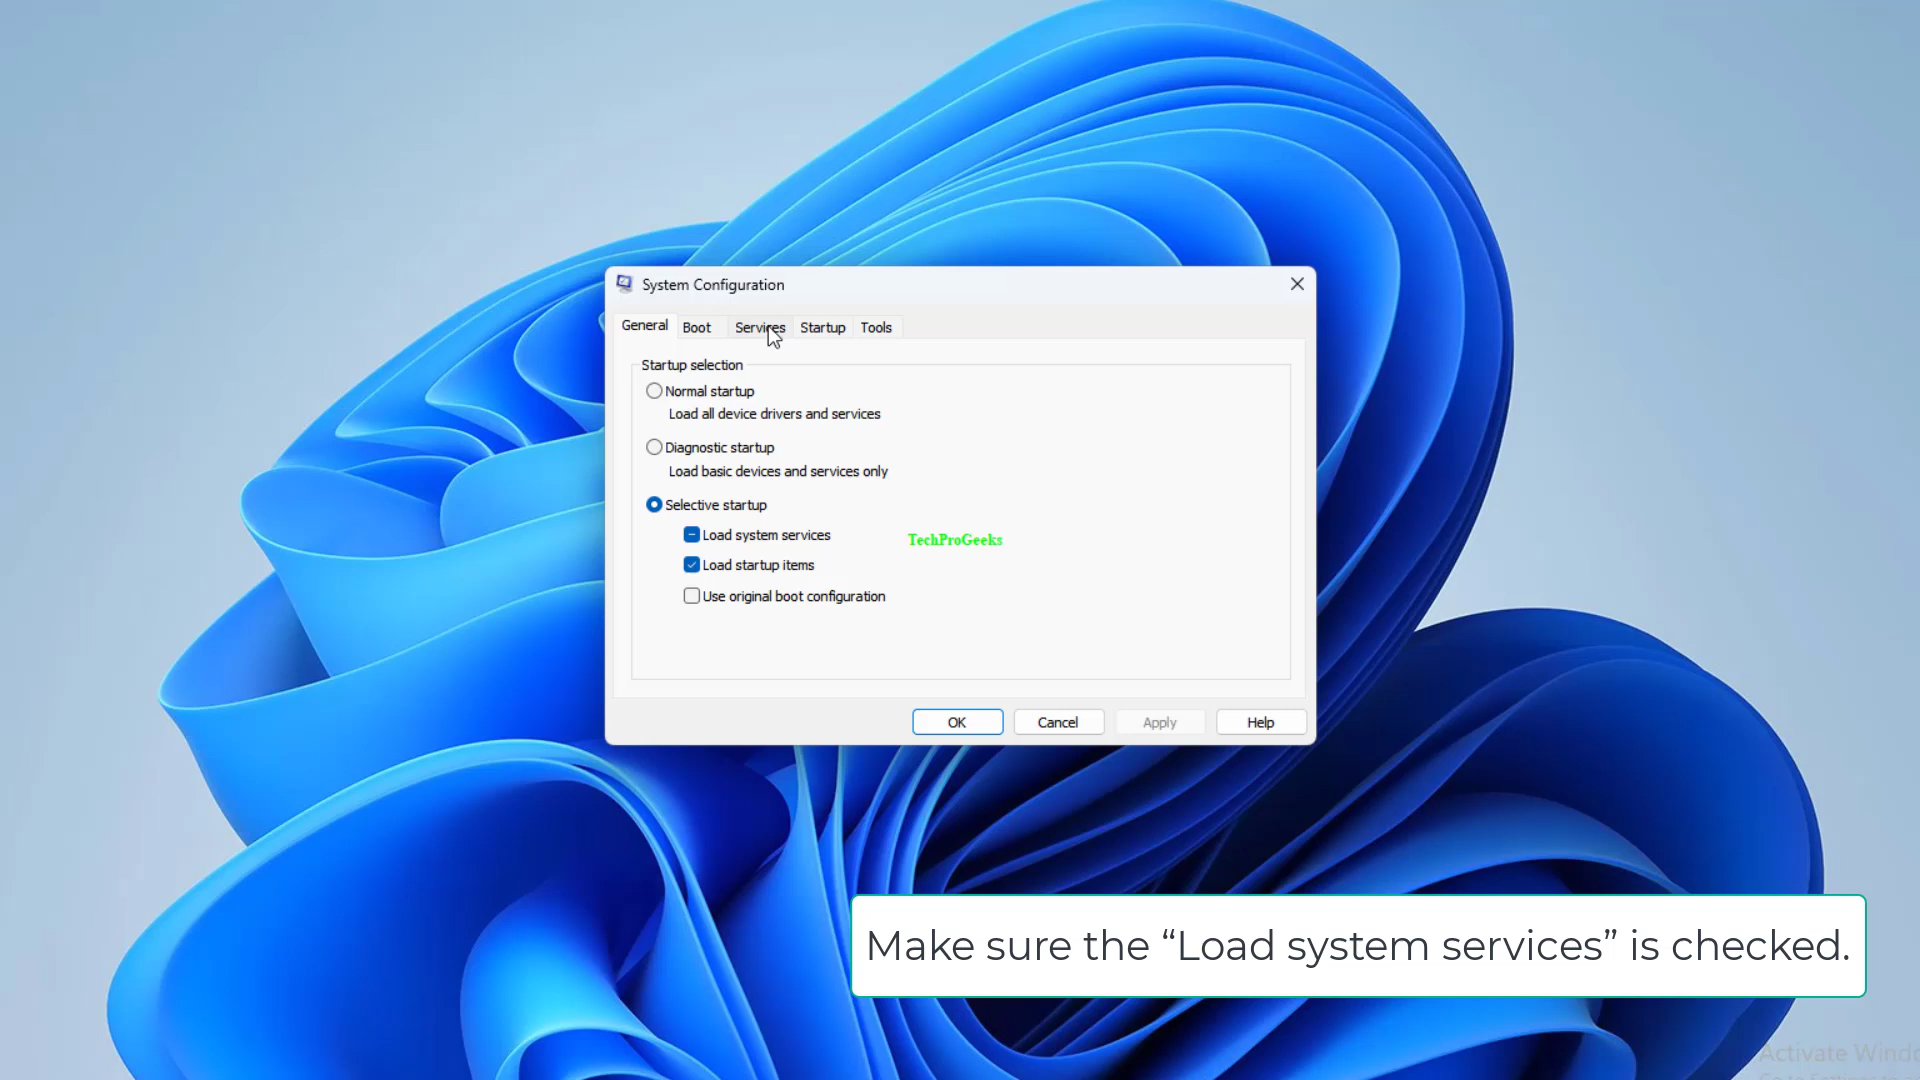 System Configuration
General Boot Services Startup Tools
Startup selection
Normal startup
Load all device drivers and services
Diagnostic startup
Load basic devices and services only
Selective startup
Load system services
TechProGeeks
Load startup items
Use original boot configuration
OK Cancel Apply Help
Make sure the “Load system services” is checked.
Activate